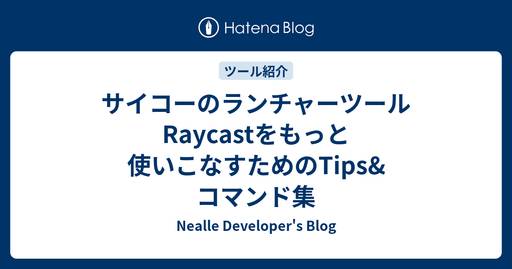 Hatena Blog
ツール紹介
サイコーのランチャーツール
Raycastをもっと
使いこなすためのTips&
コマンド集
Nealle Developer's Blog